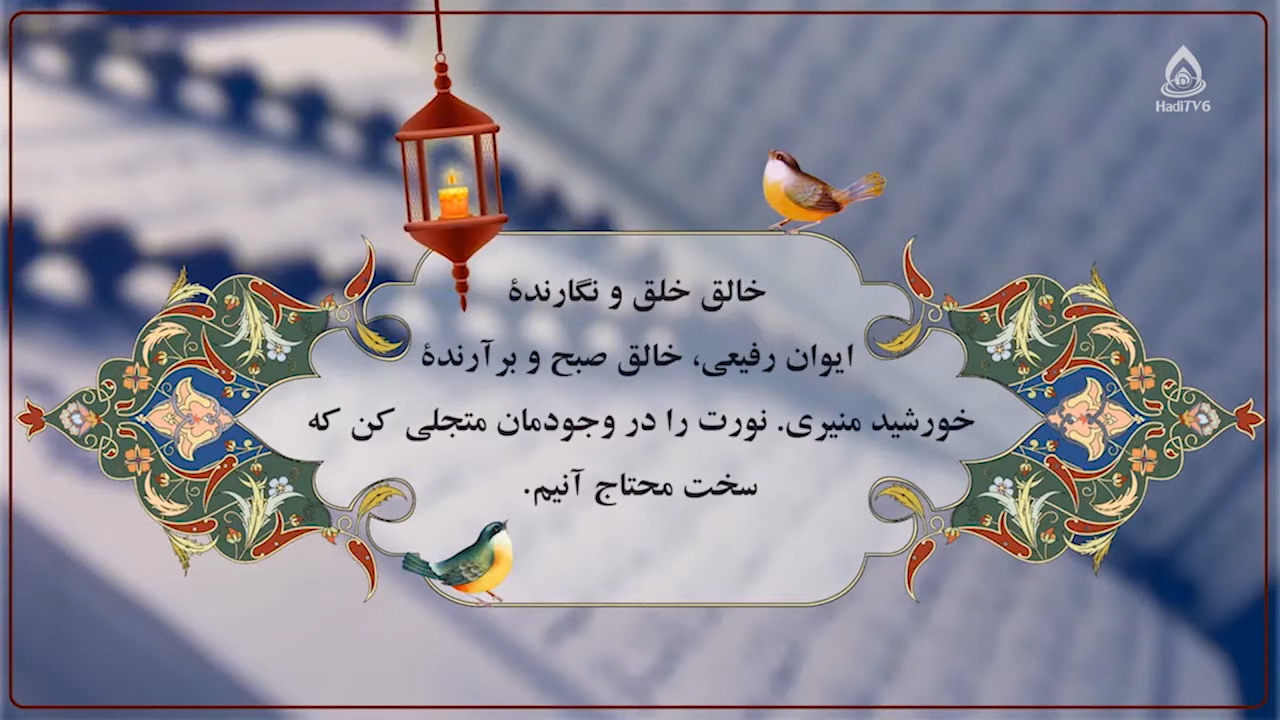 HadiTV6
خالق خلق و نگارندهٔ
ایوان رفیعی، خالق صبح و برآرندهٔ
خورشید منیری. نورت را در وجودمان متجلی کن که
سخت محتاج آنیم.